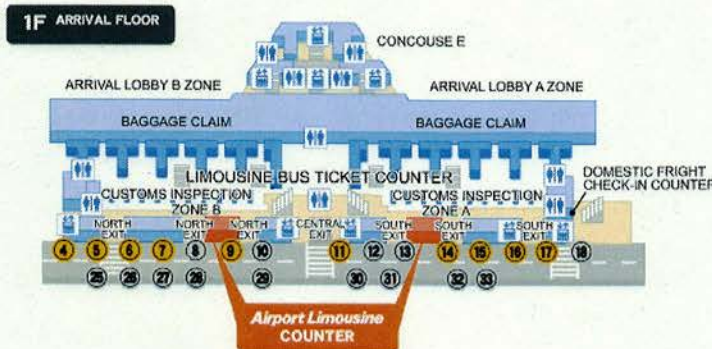 1F ARRIVAL FLOOR
CONCOUSE E
ARRIVAL LOBBY B ZONE
ARRIVAL LOBBY A ZONE
BAGGAGE CLAIM
BAGGAGE CLAIM
LIMOUSINE BUS TICKET COUNTER
DOMESTIC FRIGHT
CHECK-IN COUNTER
CUSTOMS INSPECTION
ZONE B
CUSTOMS INSPECTION
ZONE A
NORTH
EXIT
NORTH
EXIT
NORTH
EXIT
CENTRAL
EXIT
SOUTH
EXIT
SOUTH
EXIT
SOUTH
EXIT
4 5 6 7 8 9 10 11 12 13 14 15 16 17 18
25 26 27 28 29 30 31 32 33
Airport Limousine
COUNTER